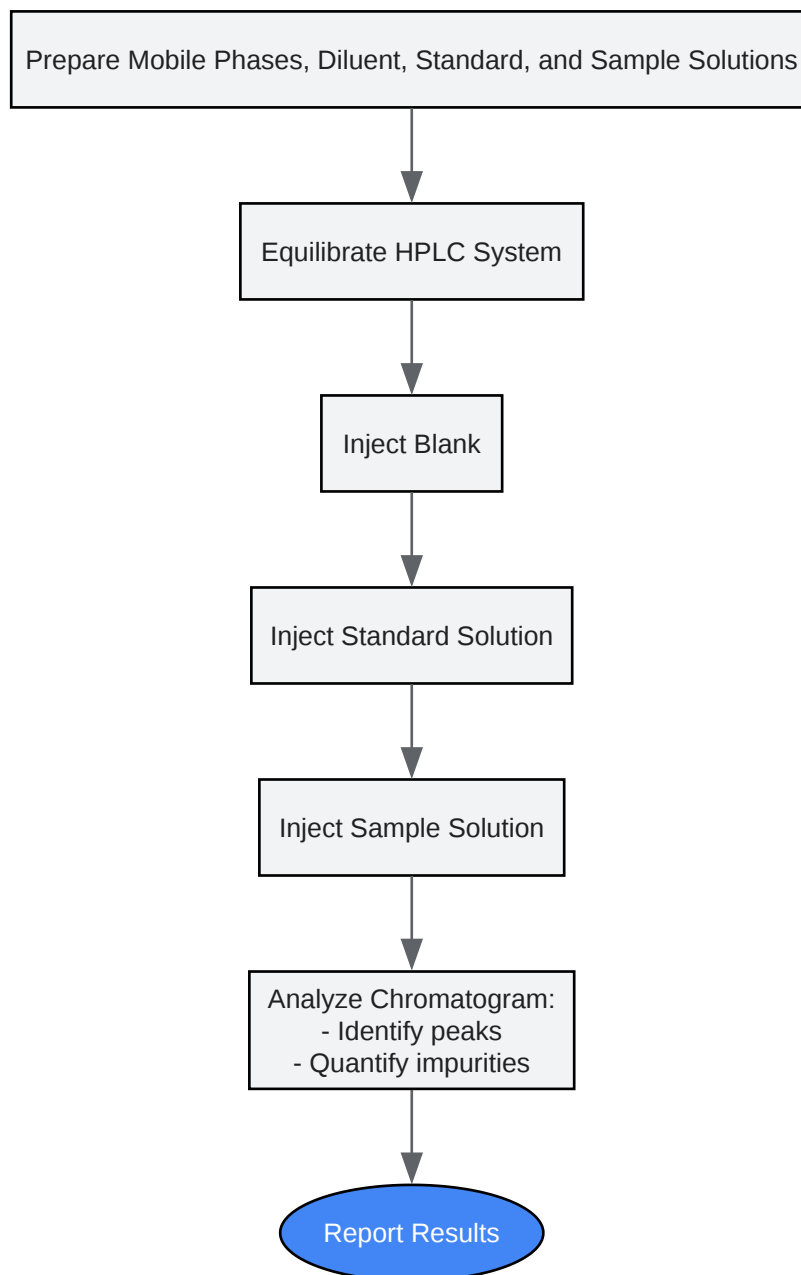 Prepare Mobile Phases, Diluent, Standard, and Sample Solutions
Equilibrate HPLC System
Inject Blank
Inject Standard Solution
Inject Sample Solution
Analyze Chromatogram:
- Identify peaks
- Quantify impurities
Report Results